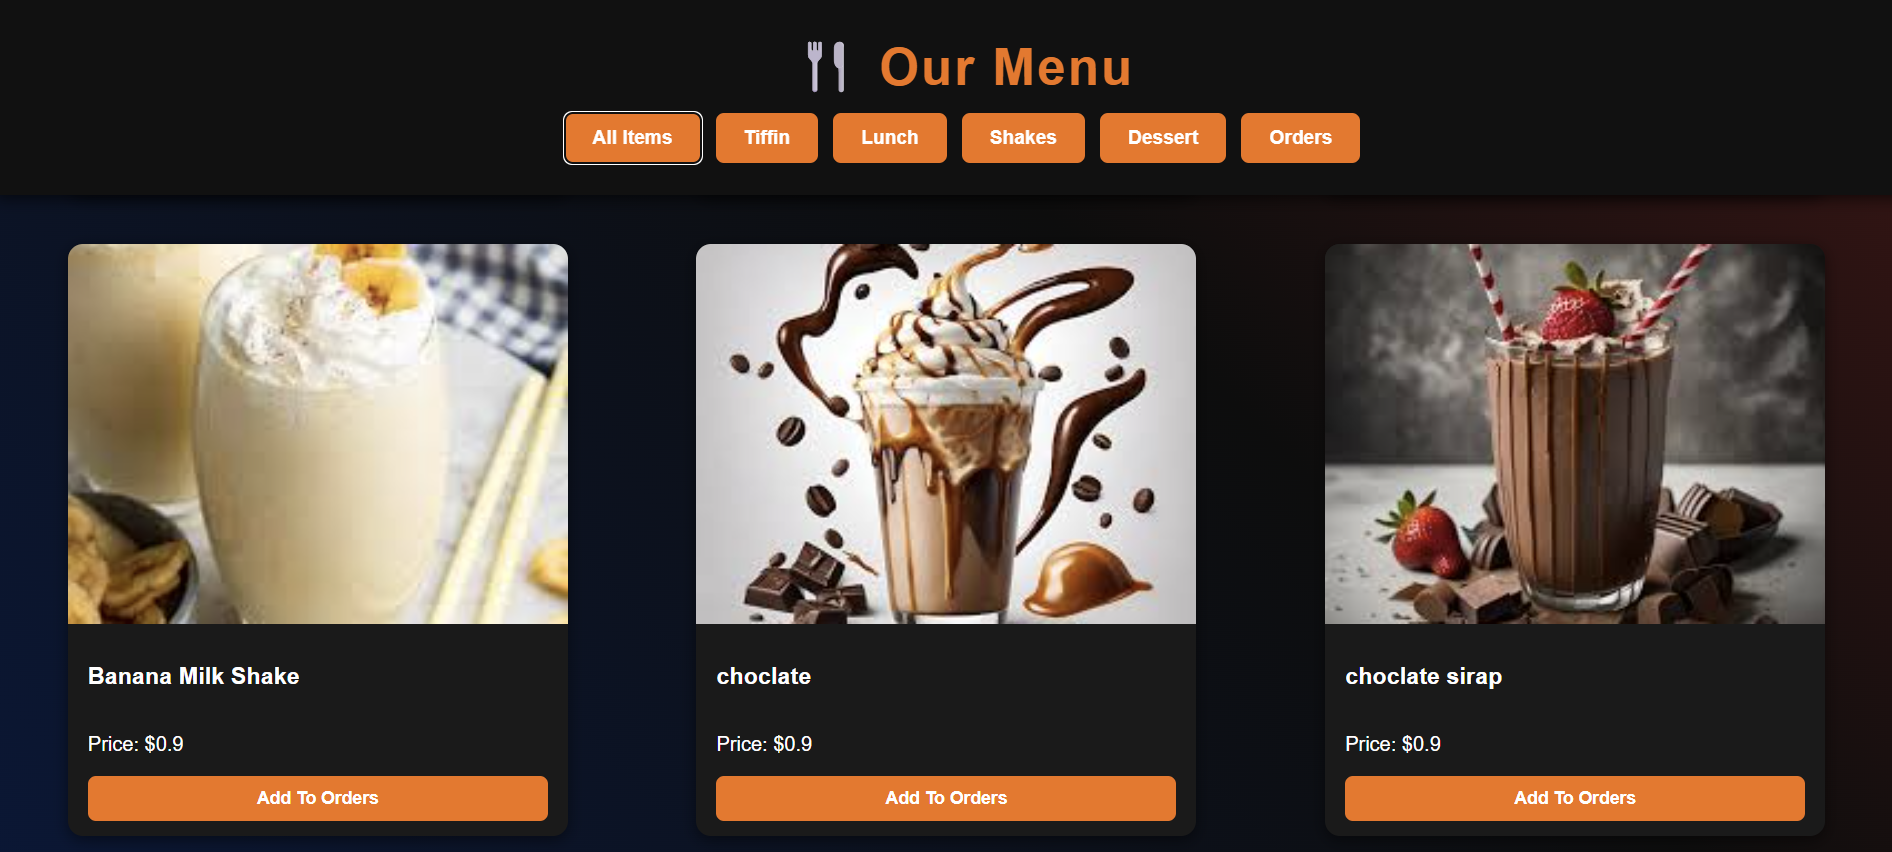 Our Menu
All Items Tiffin Lunch Shakes Dessert Orders
Banana Milk Shake
Price: $0.9
Add To Orders
choclate
Price: $0.9
Add To Orders
choclate sirap
Price: $0.9
Add To Orders